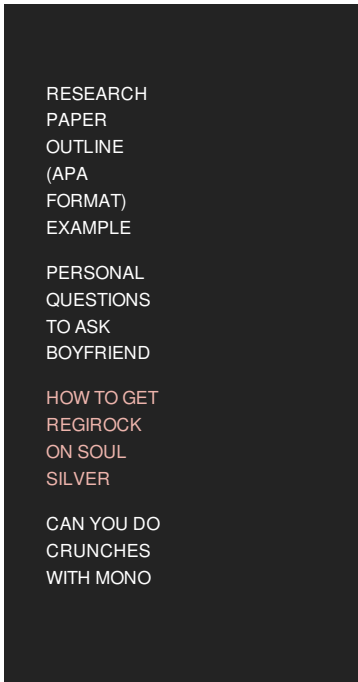 RESEARCH
PAPER
OUTLINE
(APA
FORMAT)
EXAMPLE
PERSONAL
QUESTIONS
TO ASK
BOYFRIEND
HOW TO GET
REGIROCK
ON SOUL
SILVER
CAN YOU DO
CRUNCHES
WITH MONO